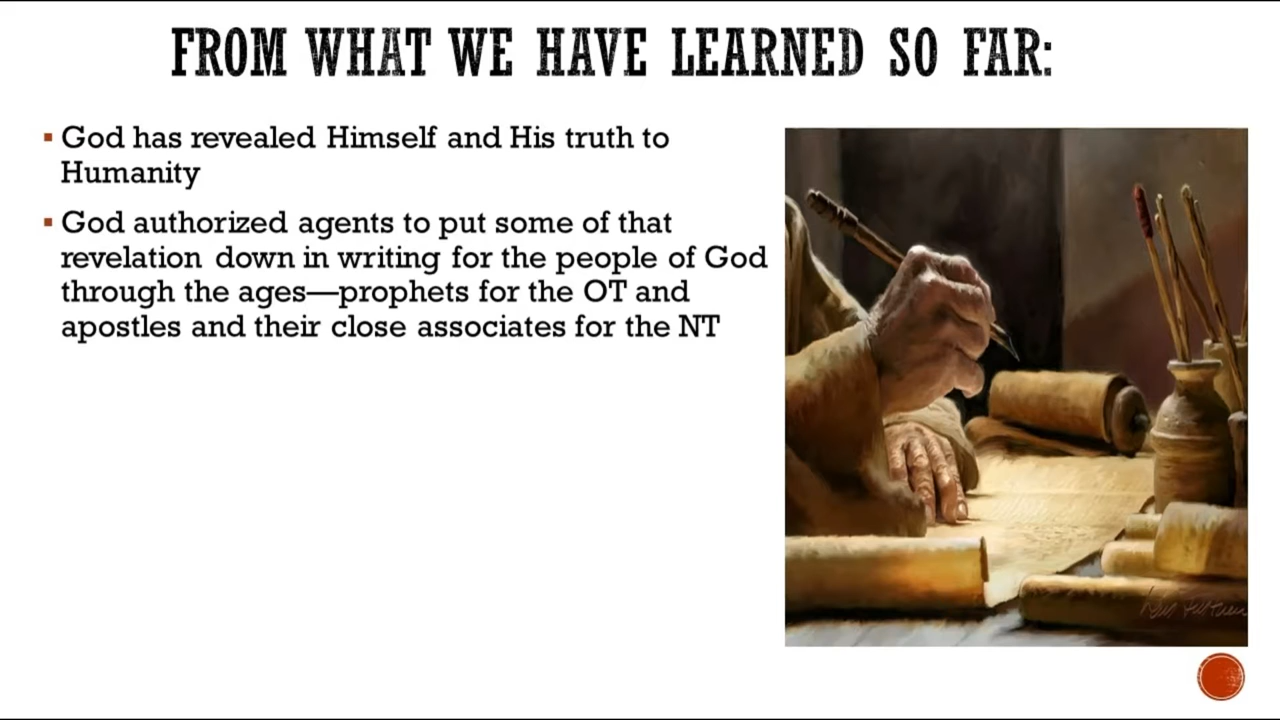 FROM WHAT WE HAVE LEARNED SO FAR:
▪ God has revealed Himself and His truth to
Humanity
▪ God authorized agents to put some of that
revelation down in writing for the people of God
through the ages—prophets for the OT and
apostles and their close associates for the NT